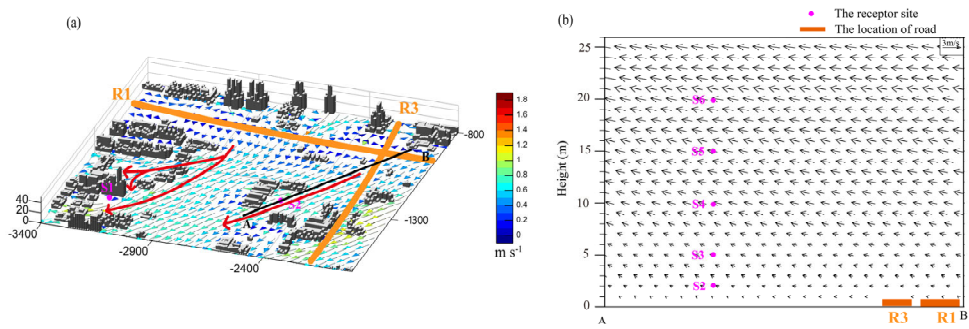 (a)
R1
R3
B
S1
S2
A
-800
-1300
40
20
0
-3400
-2900
-2400
1.8
1.6
1.4
1.2
1
0.8
0.6
0.4
0.2
0
m s⁻¹
(b)
The receptor site
The location of road
3m/s
25
20
15
10
5
0
Height (m)
S6
S5
S4
S3
S2
A
R3
R1
B